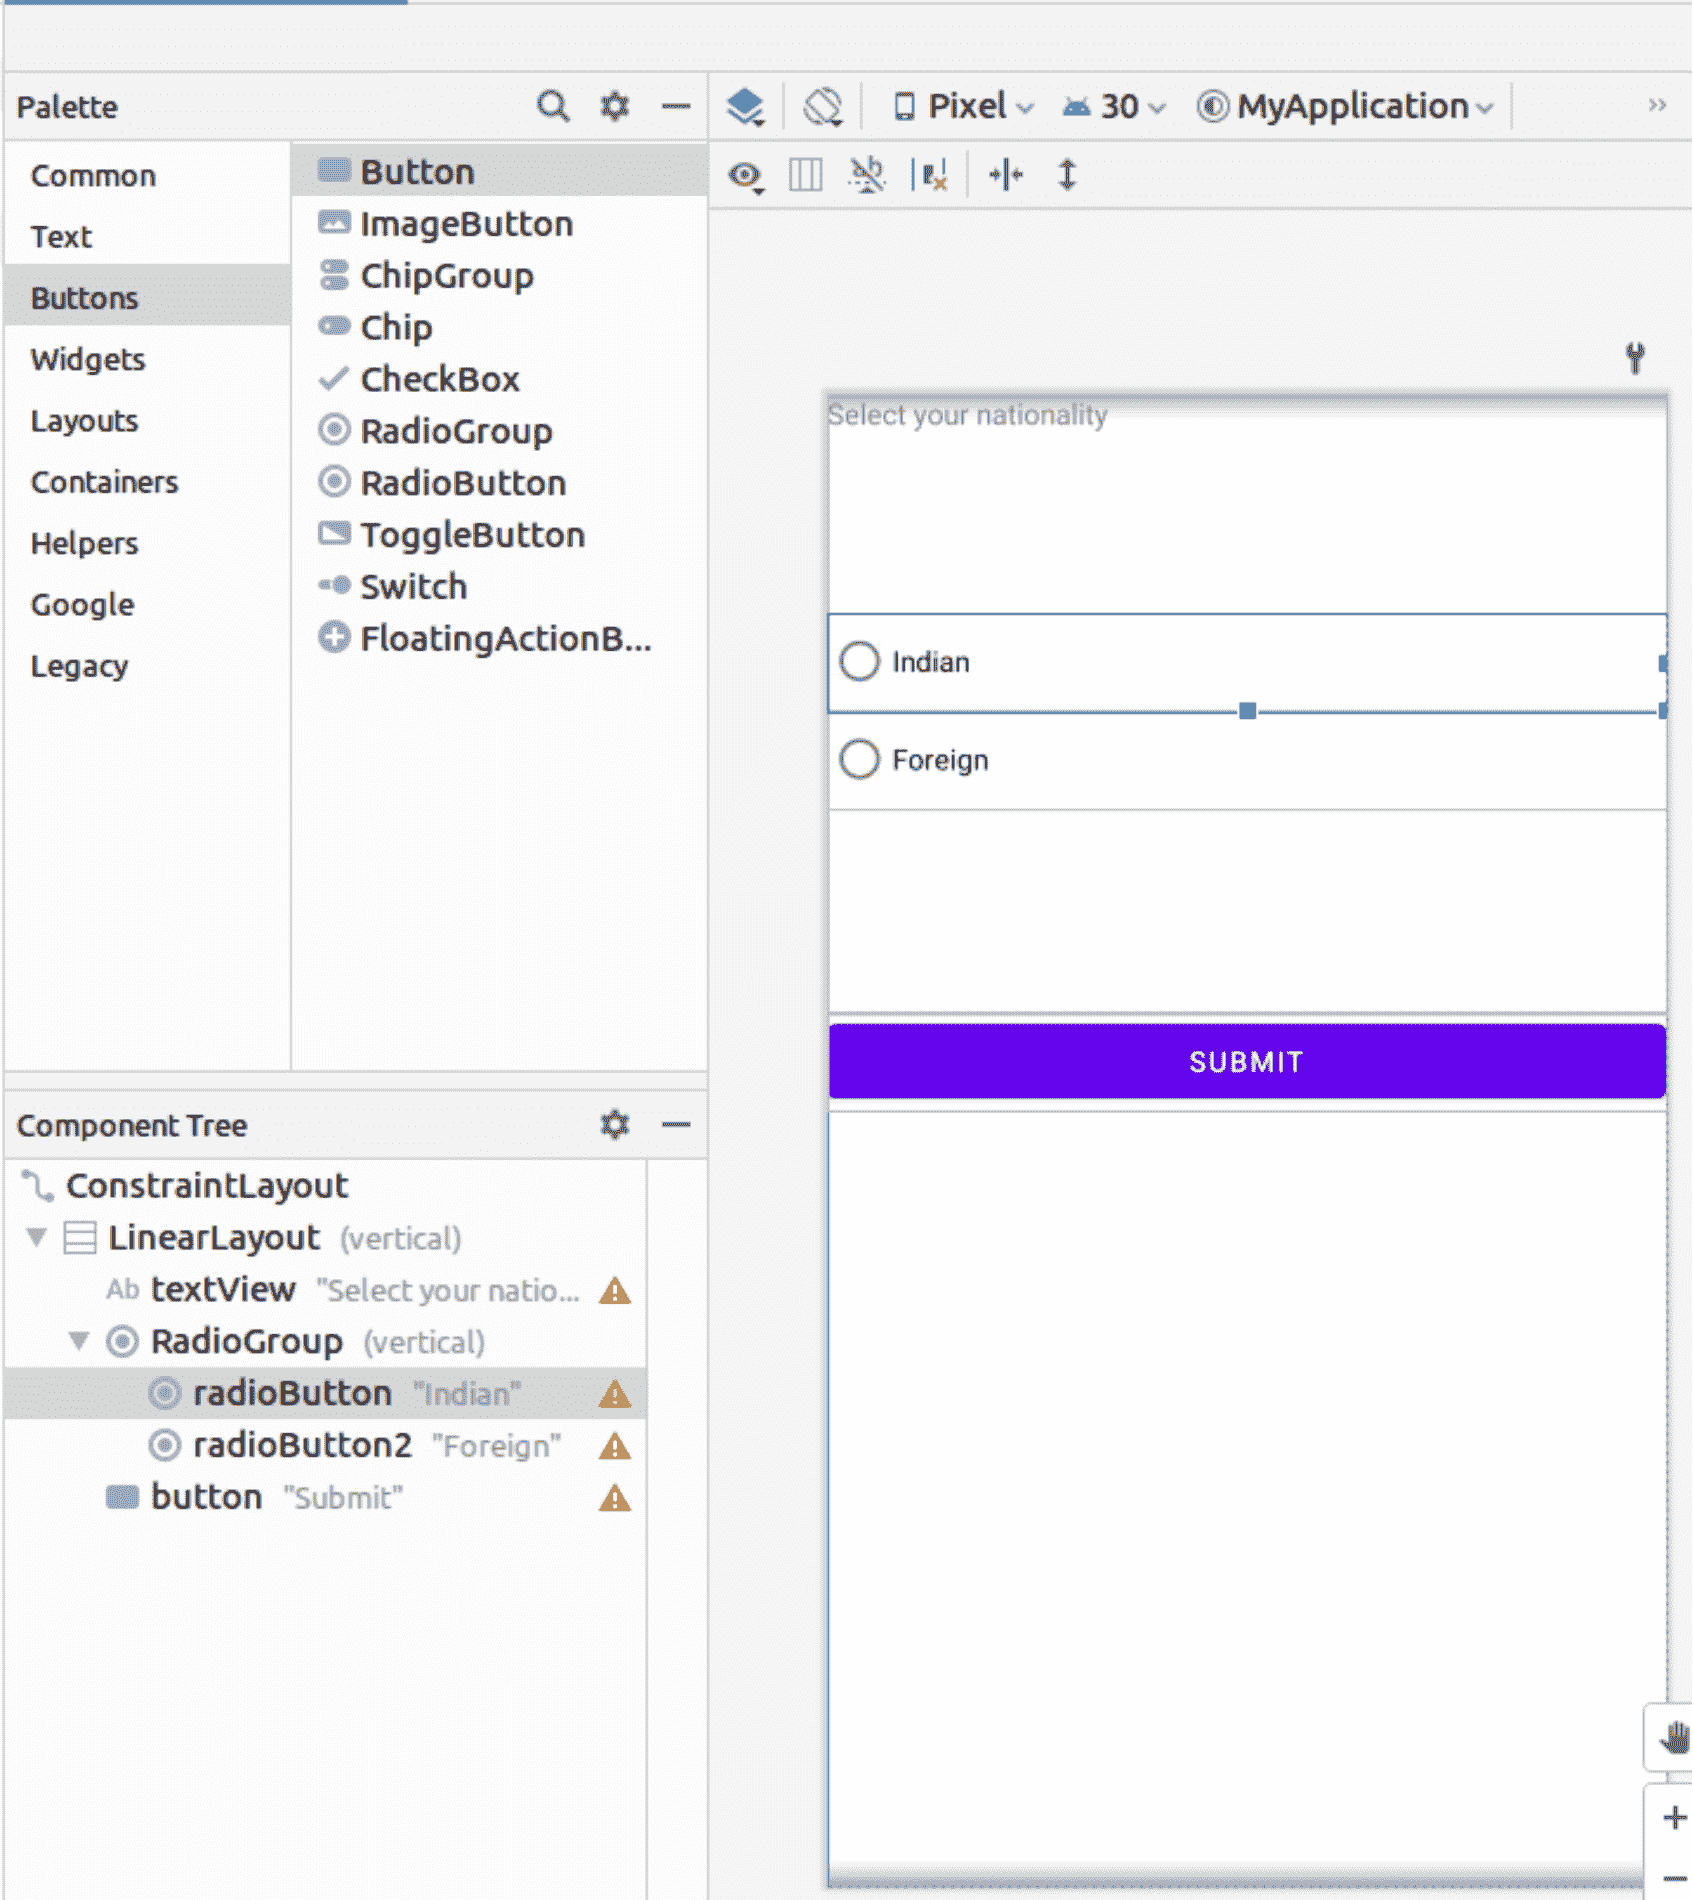 Palette
Pixel
30
MyApplication
Common
Text
Buttons
Widgets
Layouts
Containers
Helpers
Google
Legacy
Button
ImageButton
ChipGroup
Chip
CheckBox
RadioGroup
RadioButton
ToggleButton
Switch
FloatingActionB...
Select your nationality
Indian
Foreign
SUBMIT
Component Tree
ConstraintLayout
LinearLayout (vertical)
Ab textView "Select your natio...
RadioGroup (vertical)
radioButton "Indian"
radioButton2 "Foreign"
button "Submit"